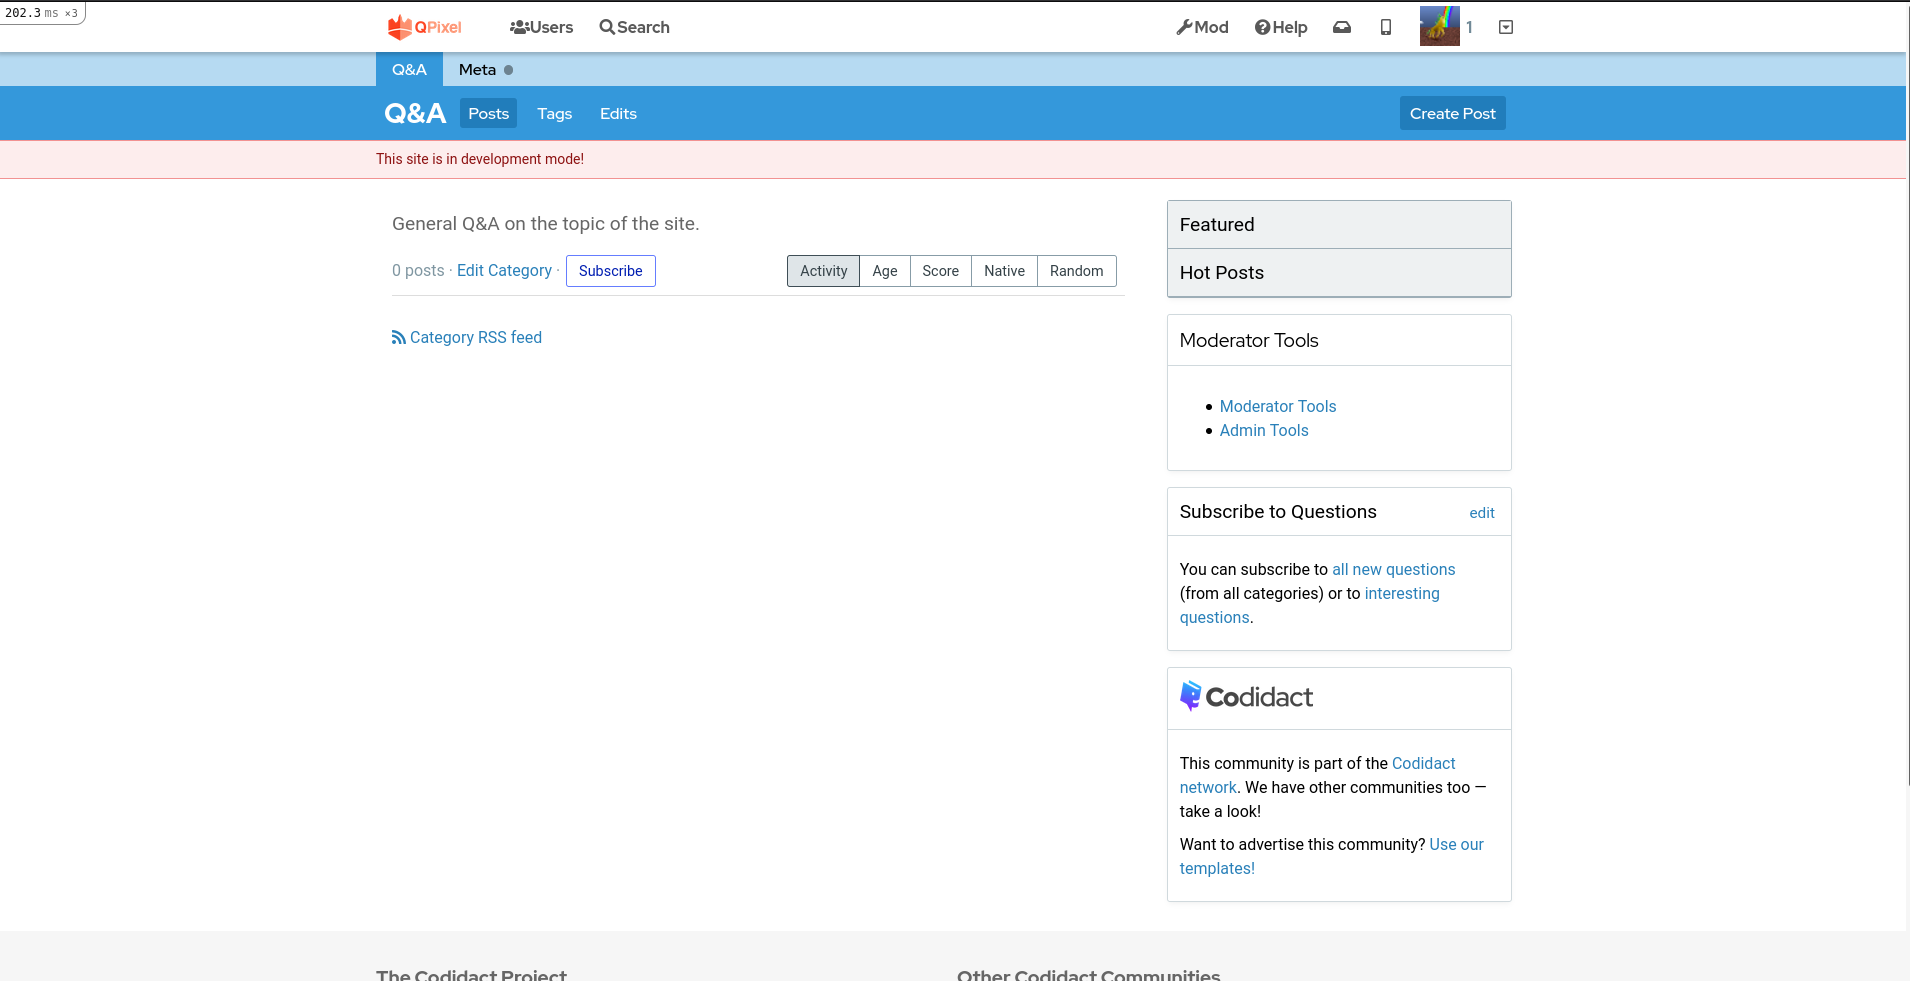 202.3 ms ×3
QPixel
Users
Search
Mod
Help
1
Q&A
Meta
Q&A
Posts
Tags
Edits
Create Post
This site is in development mode!
General Q&A on the topic of the site.
0 posts · Edit Category ·
Subscribe
Activity
Age
Score
Native
Random
Category RSS feed
Featured
Hot Posts
Moderator Tools
Moderator Tools
Admin Tools
Subscribe to Questions
edit
You can subscribe to all new questions
(from all categories) or to interesting
questions.
Codidact
This community is part of the Codidact
network. We have other communities too —
take a look!
Want to advertise this community? Use our
templates!
The Codidact Project
Other Codidact Communities